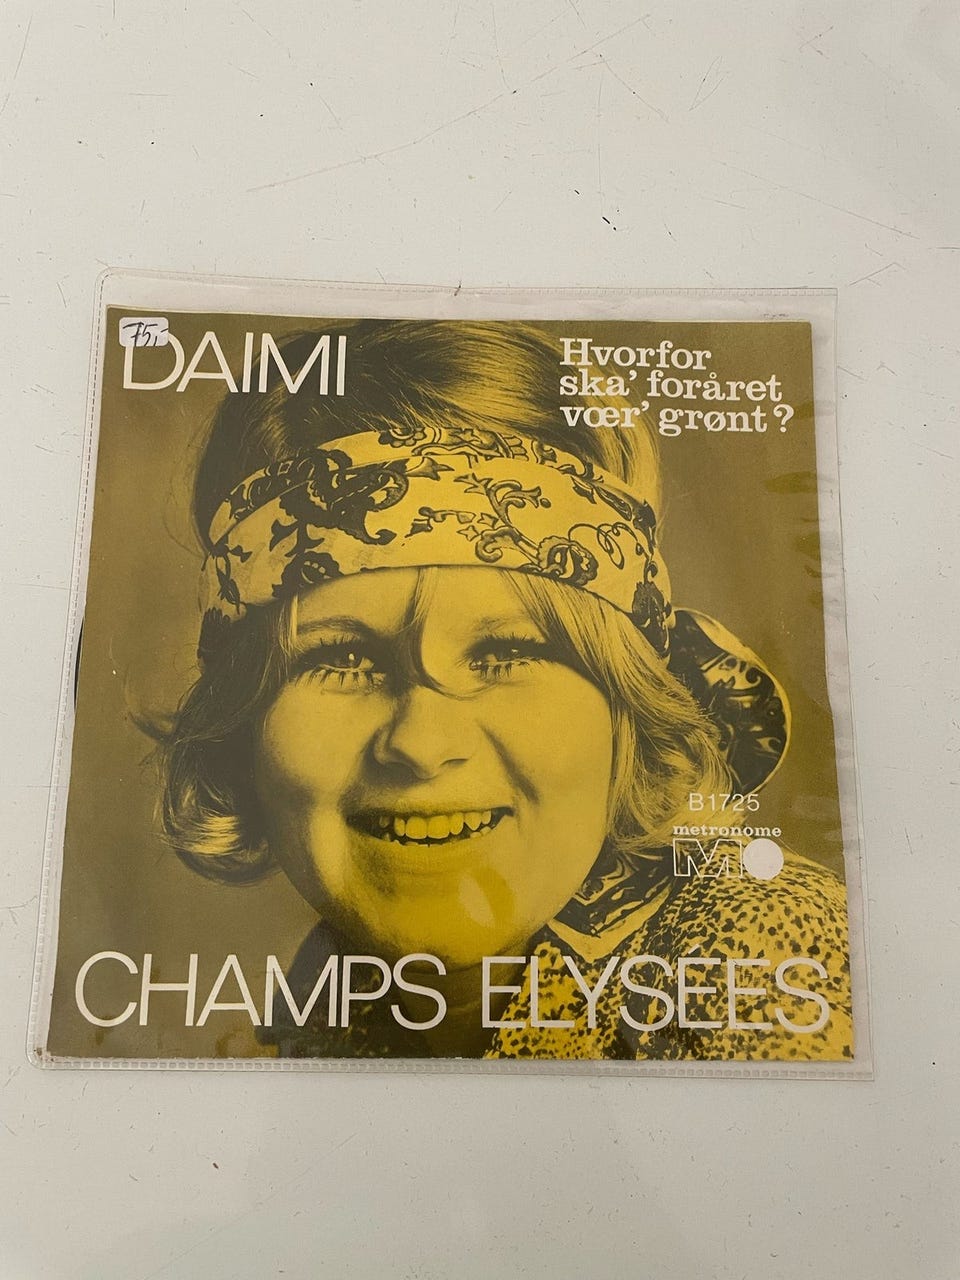 75,-
DAIMI
Hvorfor
ska' foråret
vær' grønt?
B1725
metronome
M
CHAMPS ELYSÉES